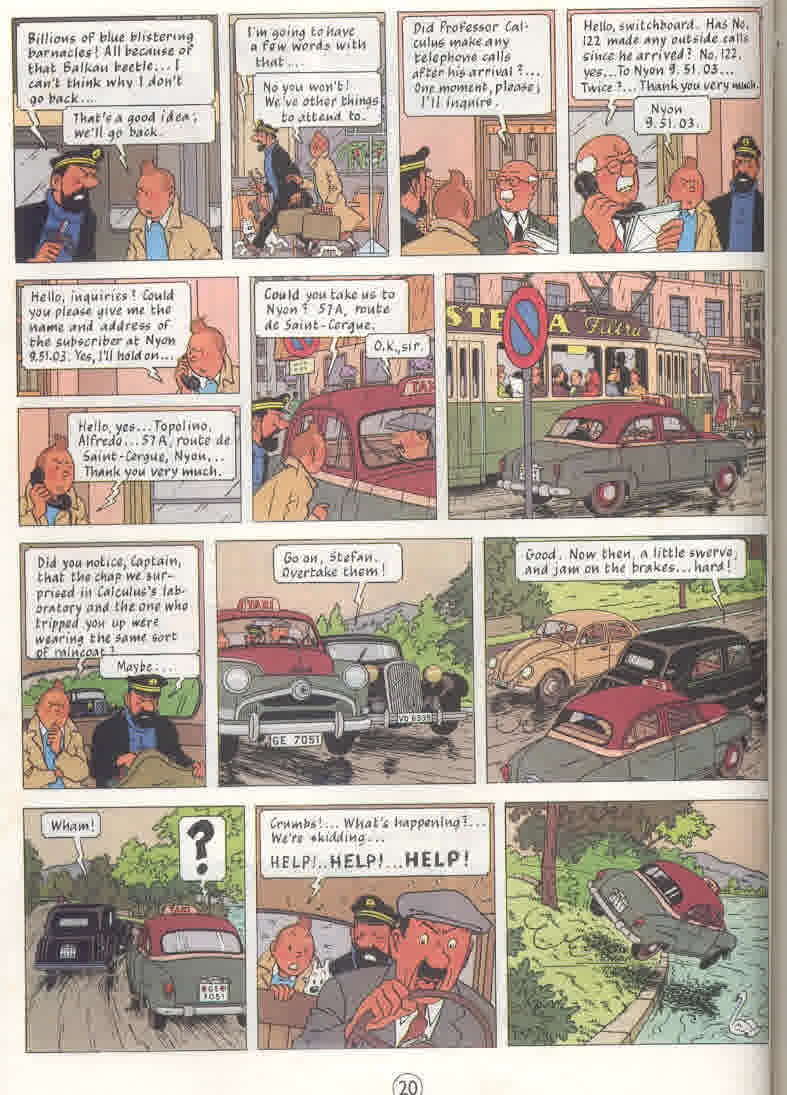 Billions of blue blistering
barnacles! All because of
that Balkau beetle... I
can't think why I don't
go back...
That's a good idea;
we'll go back.
I'm going to have
a few words with
that...
No you won't!
We've other things
to attend to.
Did Professor Cal-
culus make any
telephone calls
after his arrival?...
One moment, please;
I'll inquire.
Hello, switchboard. Has No.
122 made any outside calls
since he arrived? No. 122,
yes...To Nyon 9.51.03...
Twice?... Thank you very much.
Nyon
9.51.03.
Hello, inquiries? Could
you please give me the
name and address of
the subscriber at Nyon
9.51.03. Yes, I'll hold on...
Hello, yes...Topolino,
Alfredo...57A, route de
Saint-Cergue, Nyon...
Thank you very much.
Could you take us to
Nyon? 57A, route
de Saint-Cergue.
O.K., sir.
TAXI
STELLA Filtra
Did you notice, Captain,
that the chap we sur-
prised in Calculus's lab-
oratory and the one who
tripped you up were
wearing the same sort
of raincoat?
Maybe...
Go on, Stefan.
Overtake them!
TAXI
GE 7051
VD 6339
Good. Now then, a little swerve,
and jam on the brakes...hard!
Wham!
?
TAXI
GE
7051
Crumbs!... What's happening?...
We're skidding...
HELP!..HELP!...HELP!
20